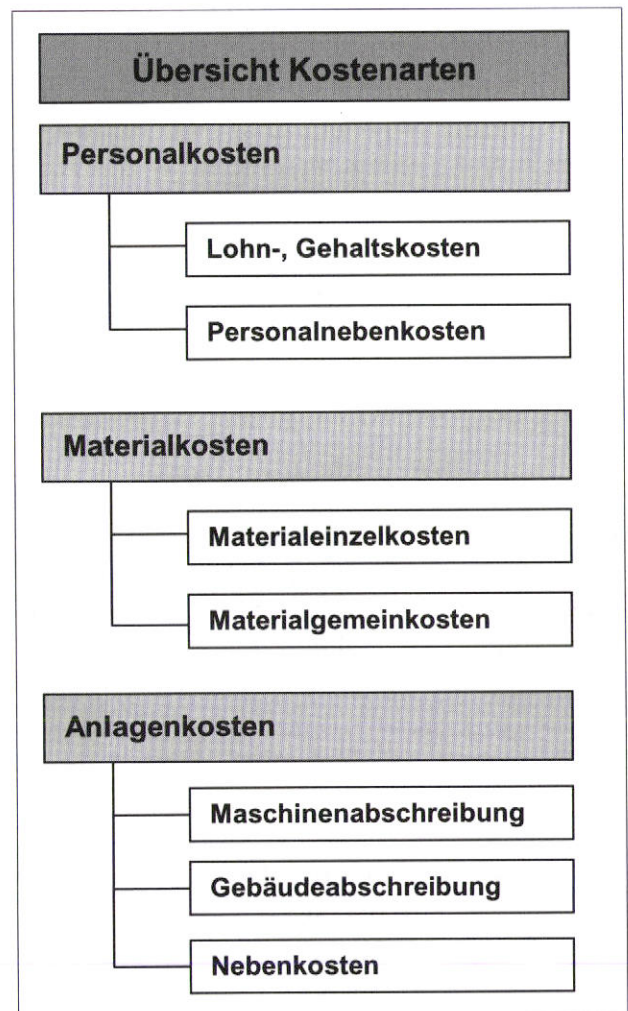 Übersicht Kostenarten
Personalkosten
Lohn-, Gehaltskosten
Personalnebenkosten
Materialkosten
Materialeinzelkosten
Materialgemeinkosten
Anlagenkosten
Maschinenabschreibung
Gebäudeabschreibung
Nebenkosten